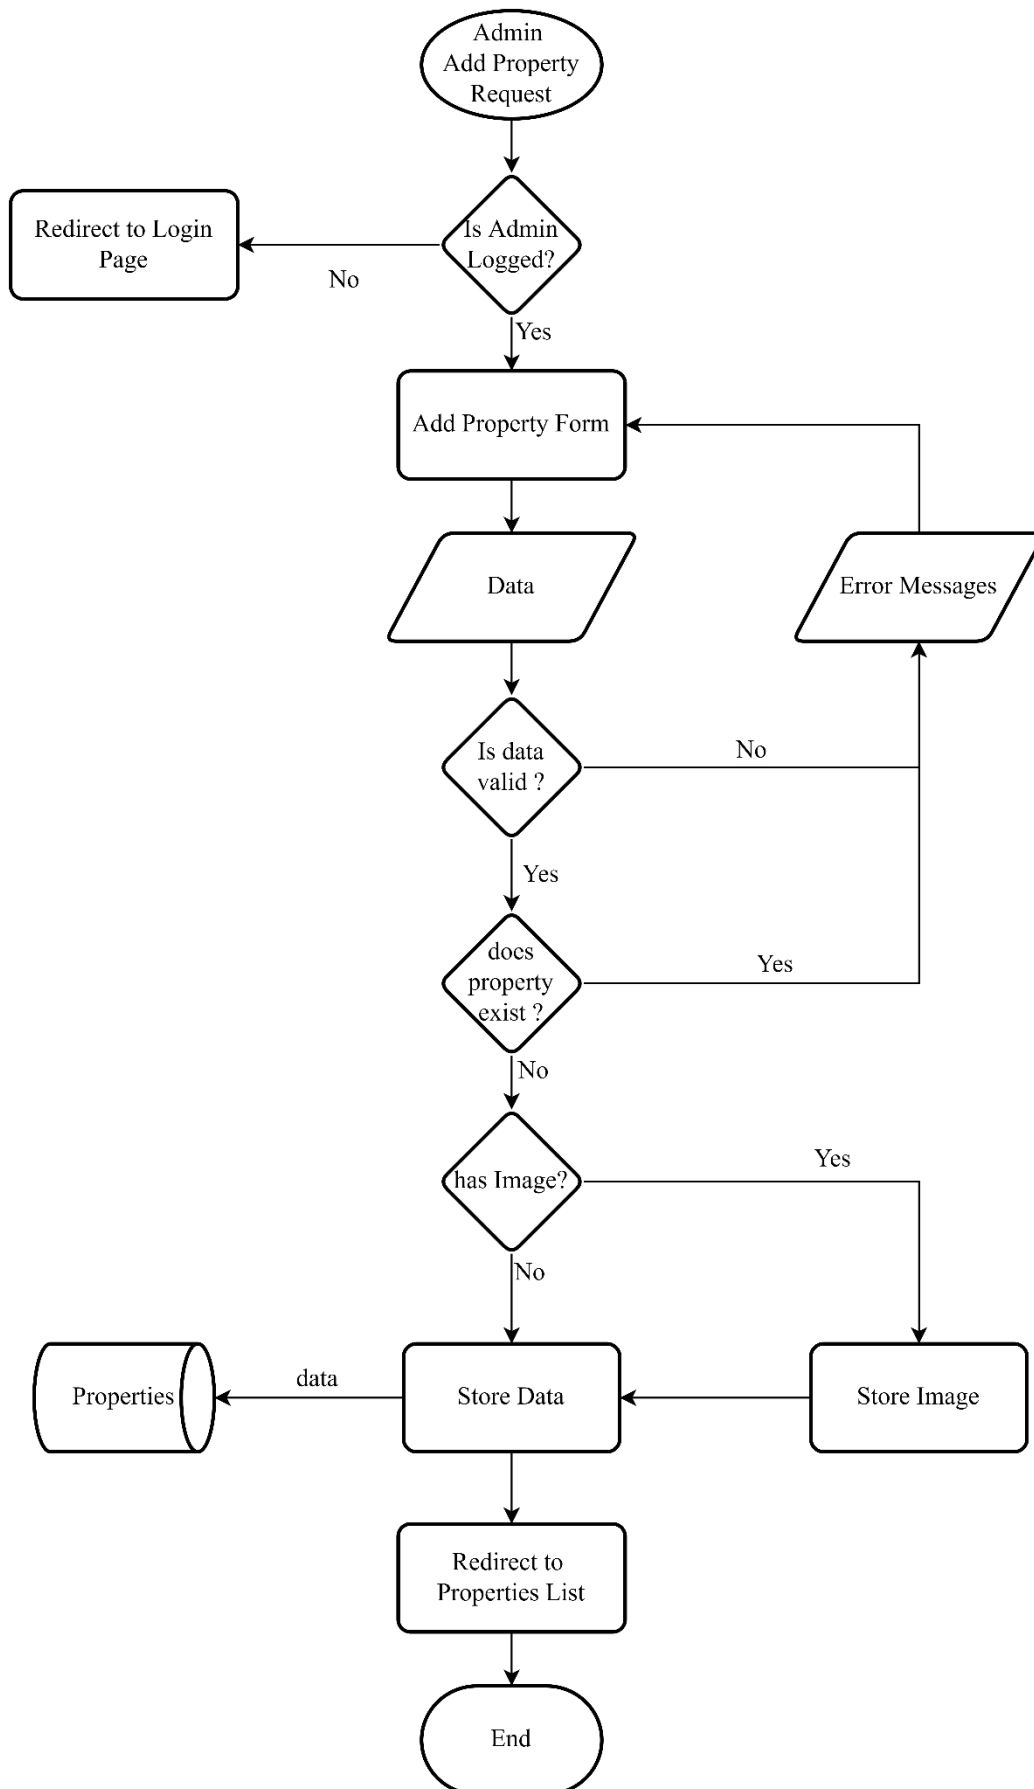 Admin
Add Property
Request
Is Admin
Logged?
Redirect to Login
Page
No
Yes
Add Property Form
Data
Error Messages
Is data
valid ?
No
Yes
does
property
exist ?
Yes
No
has Image?
Yes
No
Properties
data
Store Data
Store Image
Redirect to
Properties List
End